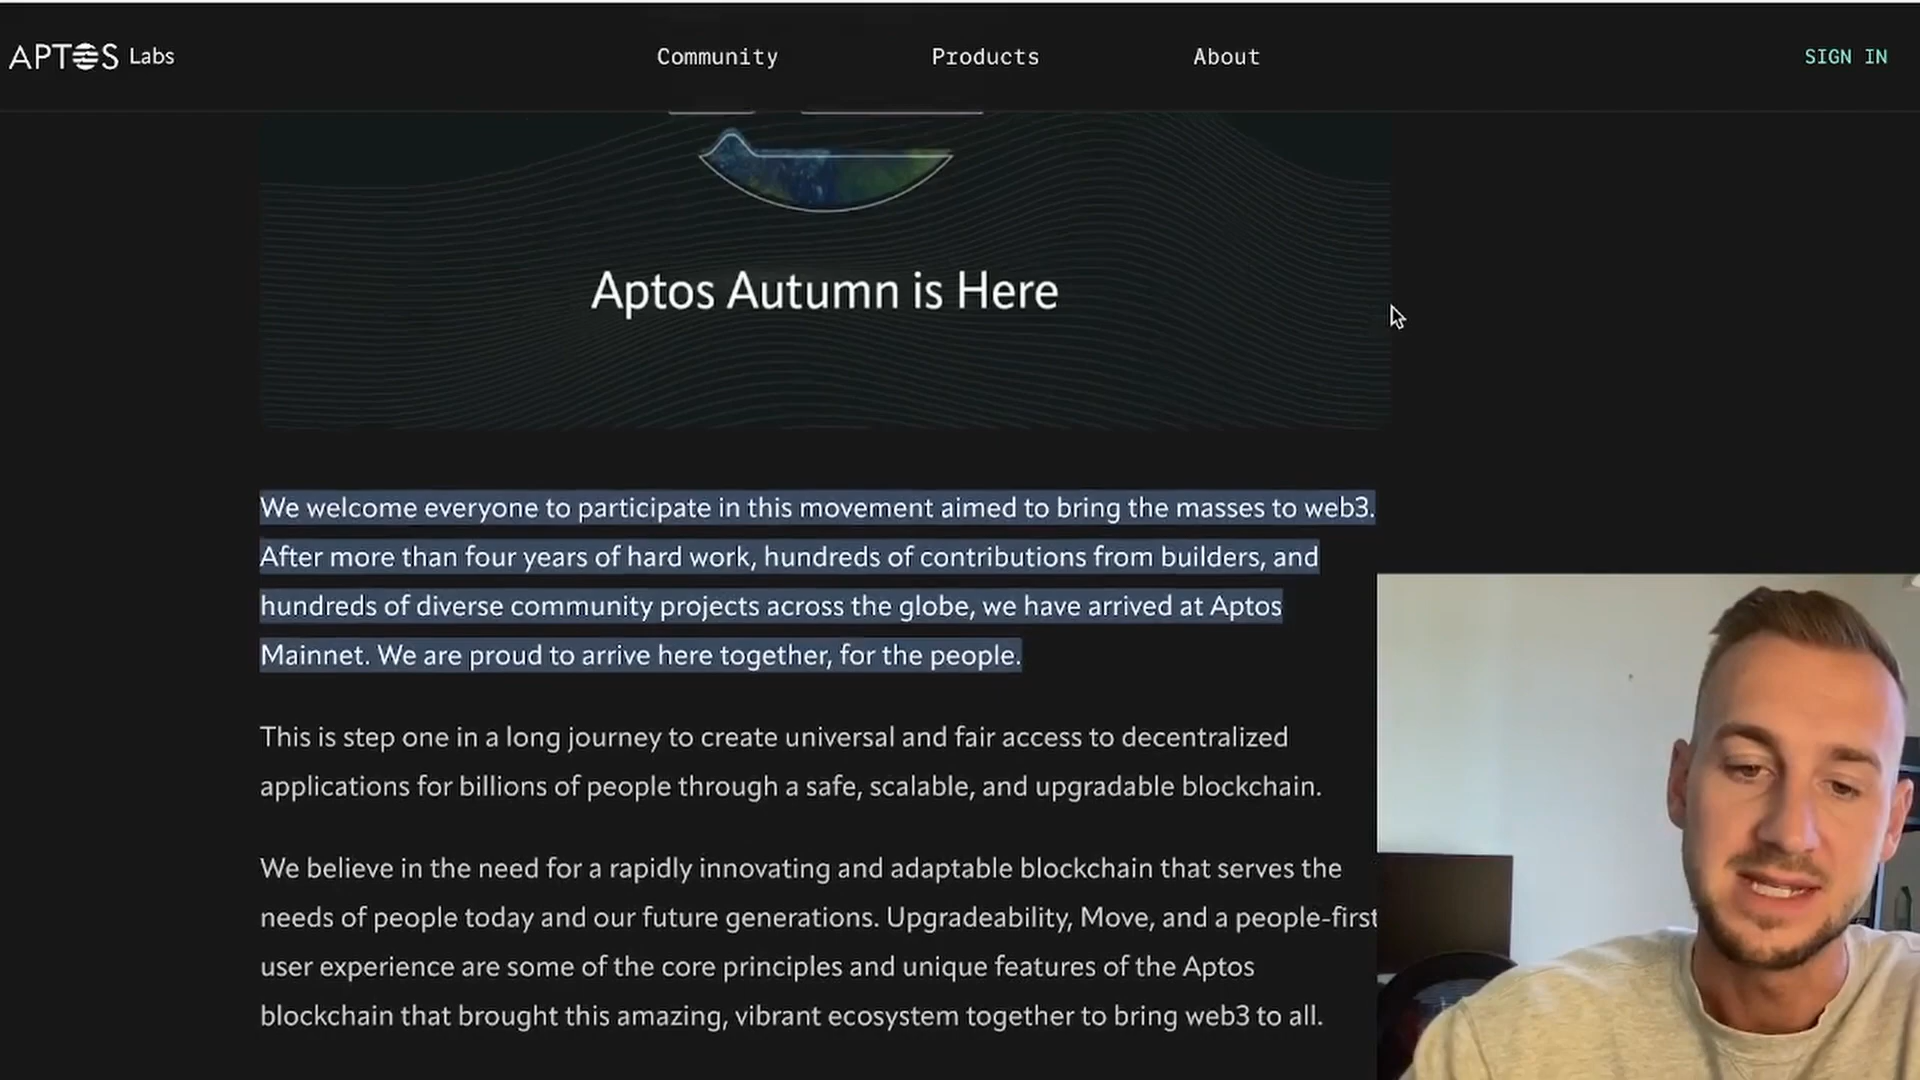 APTOS Labs
Community
Products
About
SIGN IN
Aptos Autumn is Here
We welcome everyone to participate in this movement aimed to bring the masses to web3.
After more than four years of hard work, hundreds of contributions from builders, and
hundreds of diverse community projects across the globe, we have arrived at Aptos
Mainnet. We are proud to arrive here together, for the people.
This is step one in a long journey to create universal and fair access to decentralized
applications for billions of people through a safe, scalable, and upgradable blockchain.
We believe in the need for a rapidly innovating and adaptable blockchain that serves the
needs of people today and our future generations. Upgradeability, Move, and a people-first
user experience are some of the core principles and unique features of the Aptos
blockchain that brought this amazing, vibrant ecosystem together to bring web3 to all.